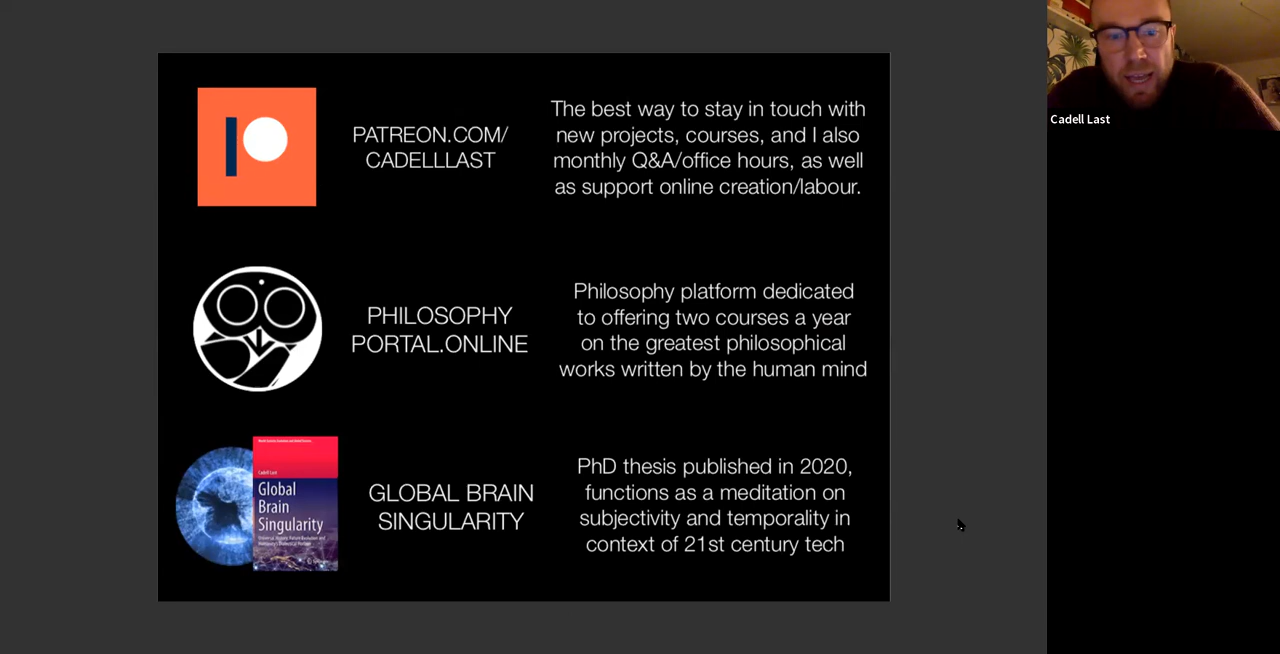 PATREON.COM/
CADELLLAST
The best way to stay in touch with
new projects, courses, and I also
monthly Q&A/office hours, as well
as support online creation/labour.
PHILOSOPHY
PORTAL.ONLINE
Philosophy platform dedicated
to offering two courses a year
on the greatest philosophical
works written by the human mind
Cadell Last
Global
Brain
Singularity
GLOBAL BRAIN
SINGULARITY
PhD thesis published in 2020,
functions as a meditation on
subjectivity and temporality in
context of 21st century tech
Cadell Last